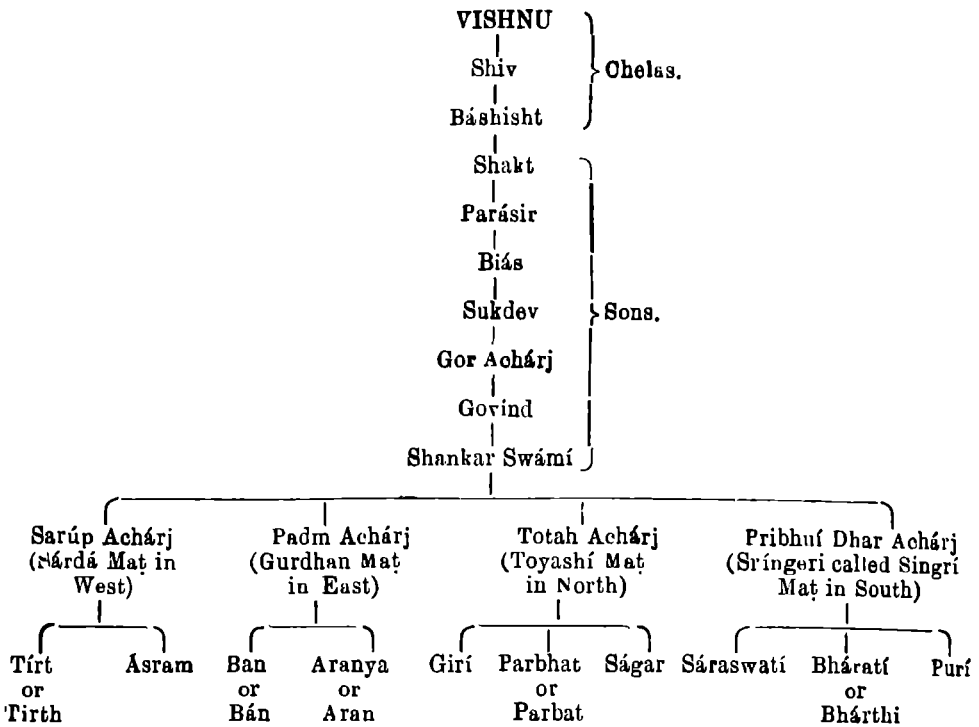 VISHNU
Shiv
Chelas.
Báshisht
Shakt
Parásir
Biás
Sukdev
Sons.
Gor Achárj
Govind
Shankar Swámí
Sarúp Achárj
(Sárdá Maṭ in
West)
Padm Achárj
(Gurdhan Maṭ
in East)
Totah Achárj
(Toyashí Maṭ
in North)
Pribhuí Dhar Achárj
(Sríngeri called Singrí
Maṭ in South)
Tírt
or
Tirth
Ásram
Ban
or
Bán
Aranya
or
Aran
Girí
Parbhat
or
Parbat
Ságar
Sáraswatí
Bháratí
or
Bhárthi
Purí